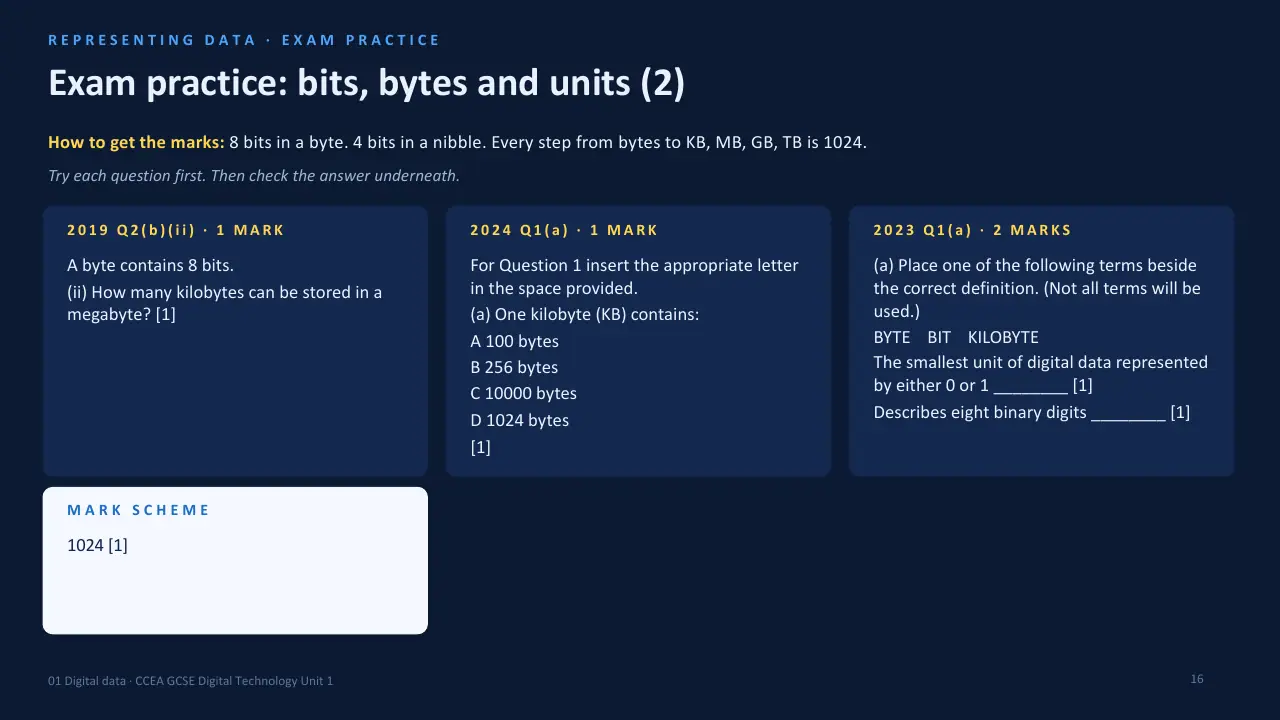 REPRESENTING DATA · EXAM PRACTICE
Exam practice: bits, bytes and units (2)
How to get the marks: 8 bits in a byte. 4 bits in a nibble. Every step from bytes to KB, MB, GB, TB is 1024.
Try each question first. Then check the answer underneath.
2019 Q2(b)(ii) · 1 MARK
A byte contains 8 bits.
(ii) How many kilobytes can be stored in a
megabyte? [1]
2024 Q1(a) · 1 MARK
For Question 1 insert the appropriate letter
in the space provided.
(a) One kilobyte (KB) contains:
A 100 bytes
B 256 bytes
C 10000 bytes
D 1024 bytes
[1]
2023 Q1(a) · 2 MARKS
(a) Place one of the following terms beside
the correct definition. (Not all terms will be
used.)
BYTE BIT KILOBYTE
The smallest unit of digital data represented
by either 0 or 1 ________ [1]
Describes eight binary digits ________ [1]
MARK SCHEME
1024 [1]
01 Digital data · CCEA GCSE Digital Technology Unit 1
16